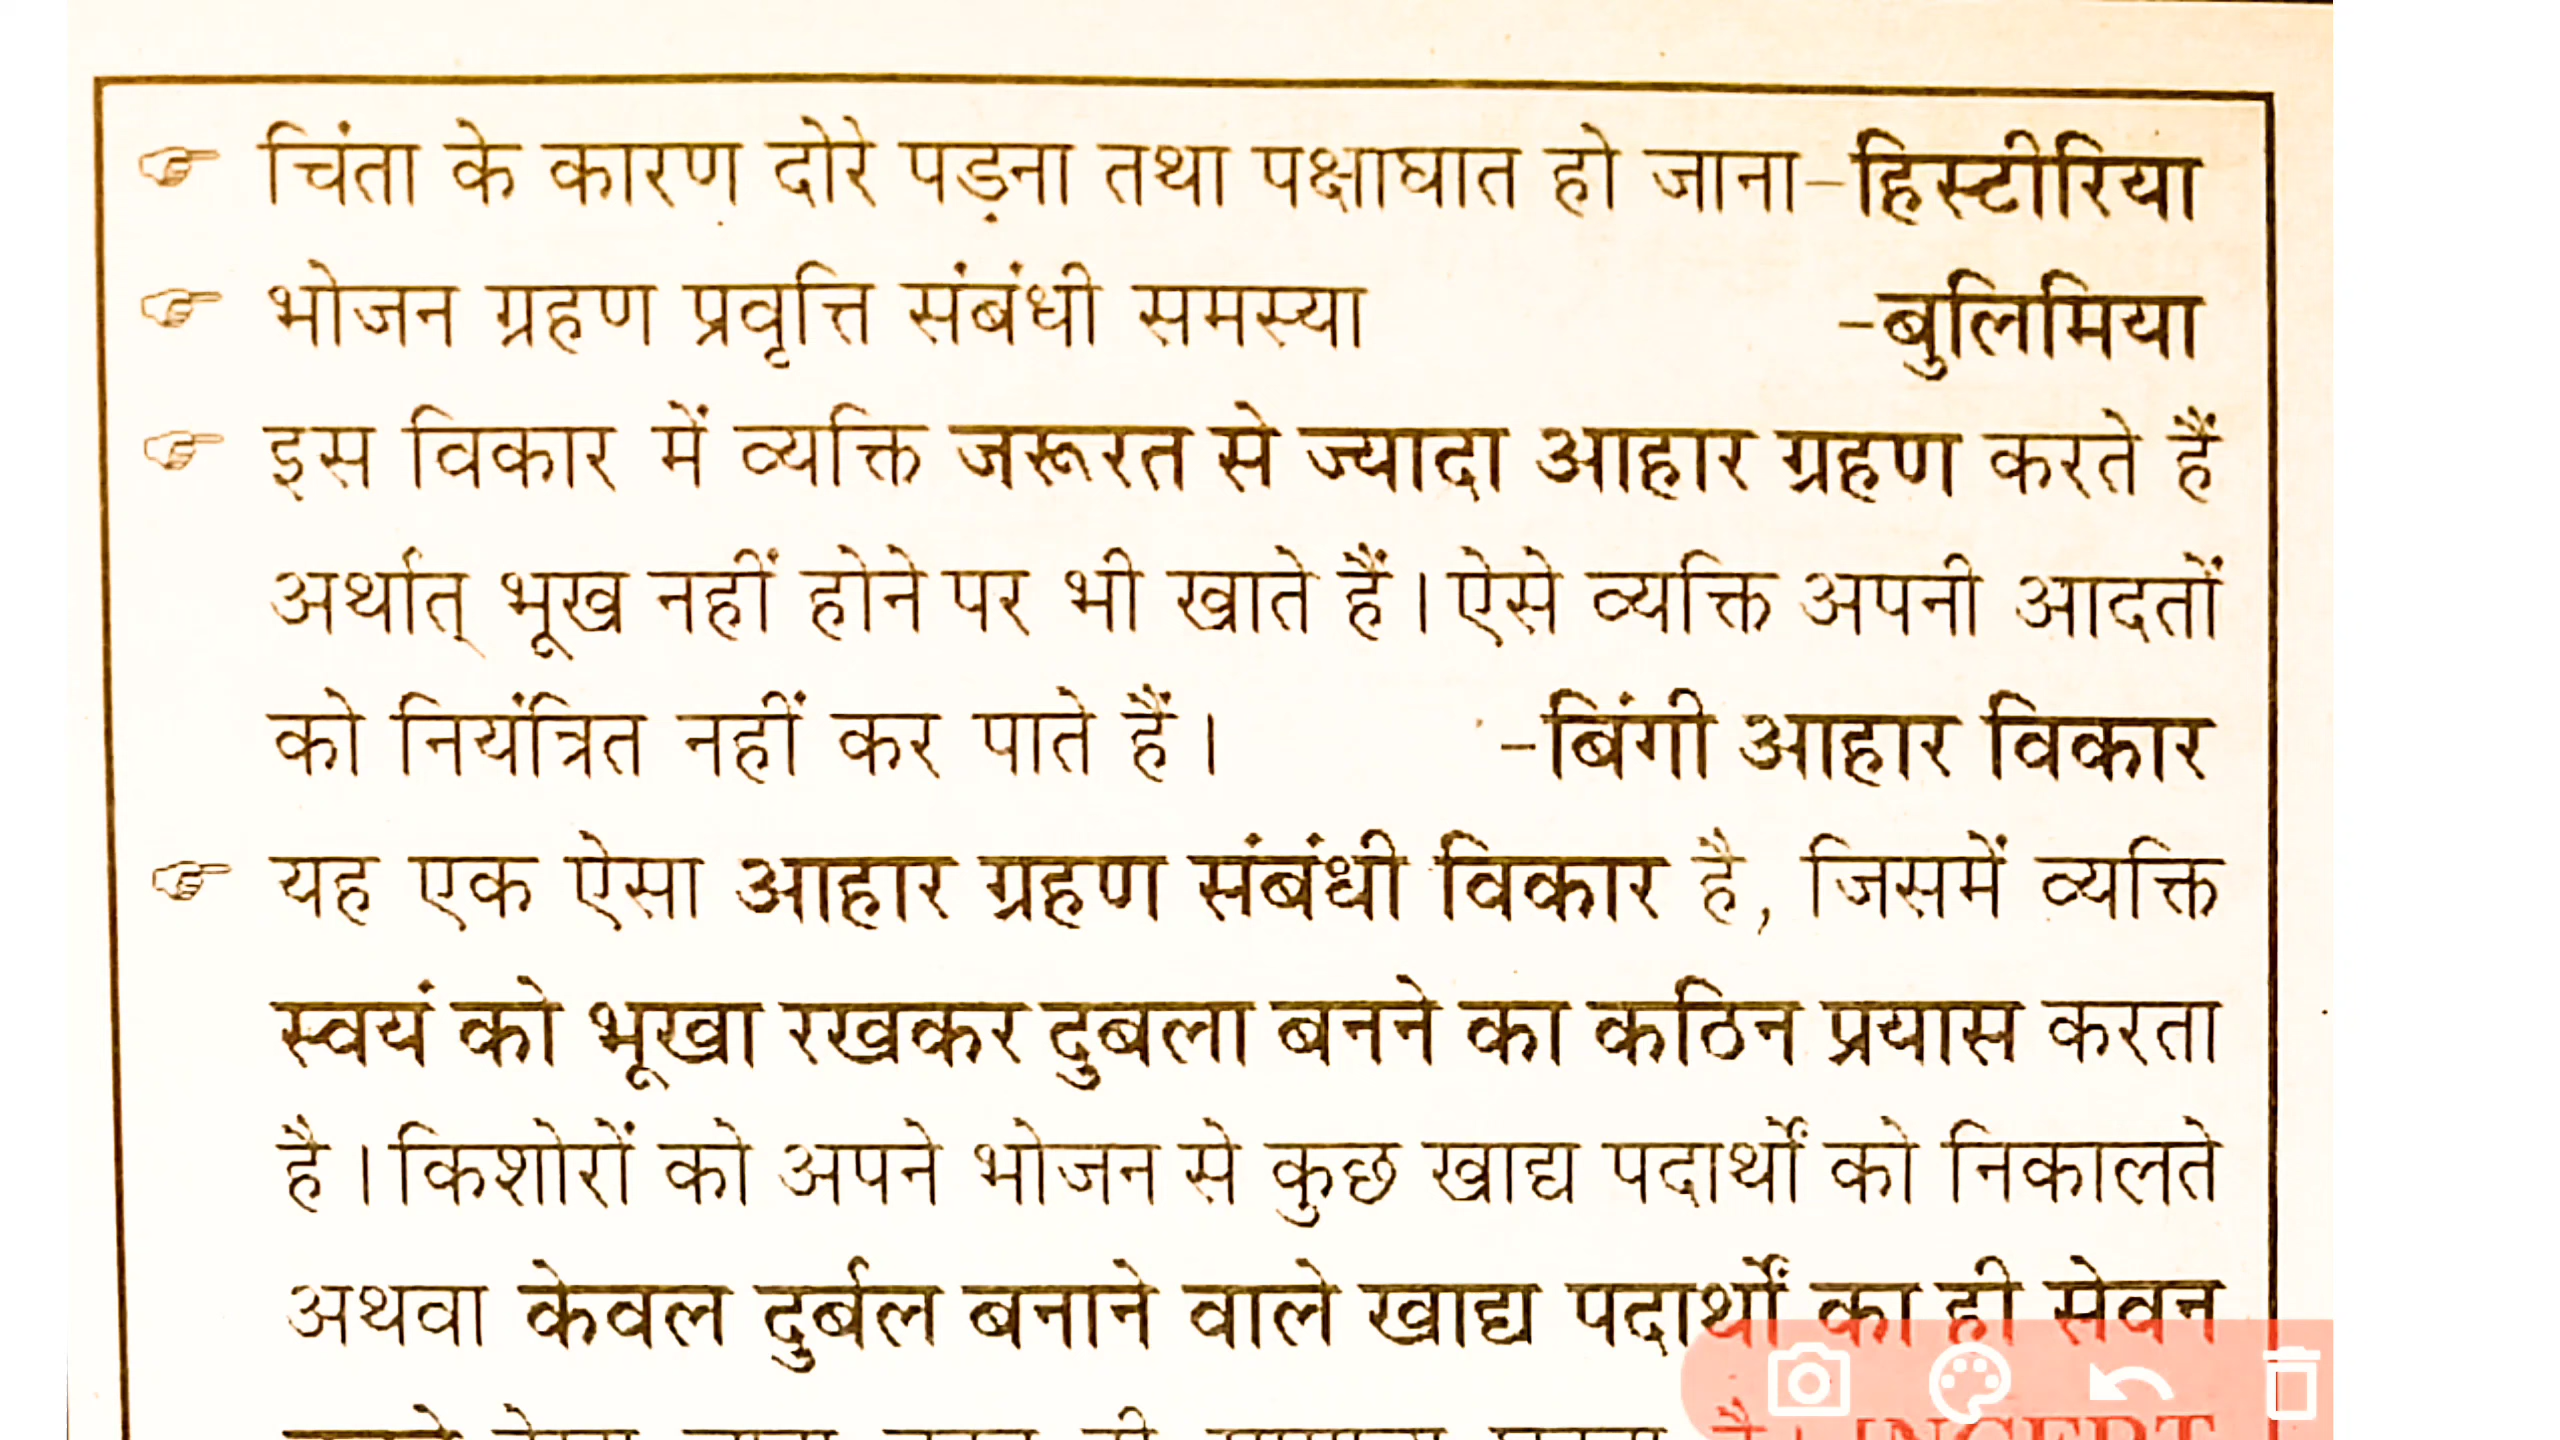 ☞ चिंता के कारण दोरे पड़ना तथा पक्षाघात हो जाना-हिस्टीरिया
☞ भोजन ग्रहण प्रवृत्ति संबंधी समस्या -बुलिमिया
☞ इस विकार में व्यक्ति जरूरत से ज्यादा आहार ग्रहण करते हैं
अर्थात् भूख नहीं होने पर भी खाते हैं। ऐसे व्यक्ति अपनी आदतों
को नियंत्रित नहीं कर पाते हैं। -बिंगी आहार विकार
☞ यह एक ऐसा आहार ग्रहण संबंधी विकार है, जिसमें व्यक्ति
स्वयं को भूखा रखकर दुबला बनने का कठिन प्रयास करता
है। किशोरों को अपने भोजन से कुछ खाद्य पदार्थों को निकालते
अथवा केवल दुर्बल बनाने वाले खाद्य पदार्थों का ही सेवन